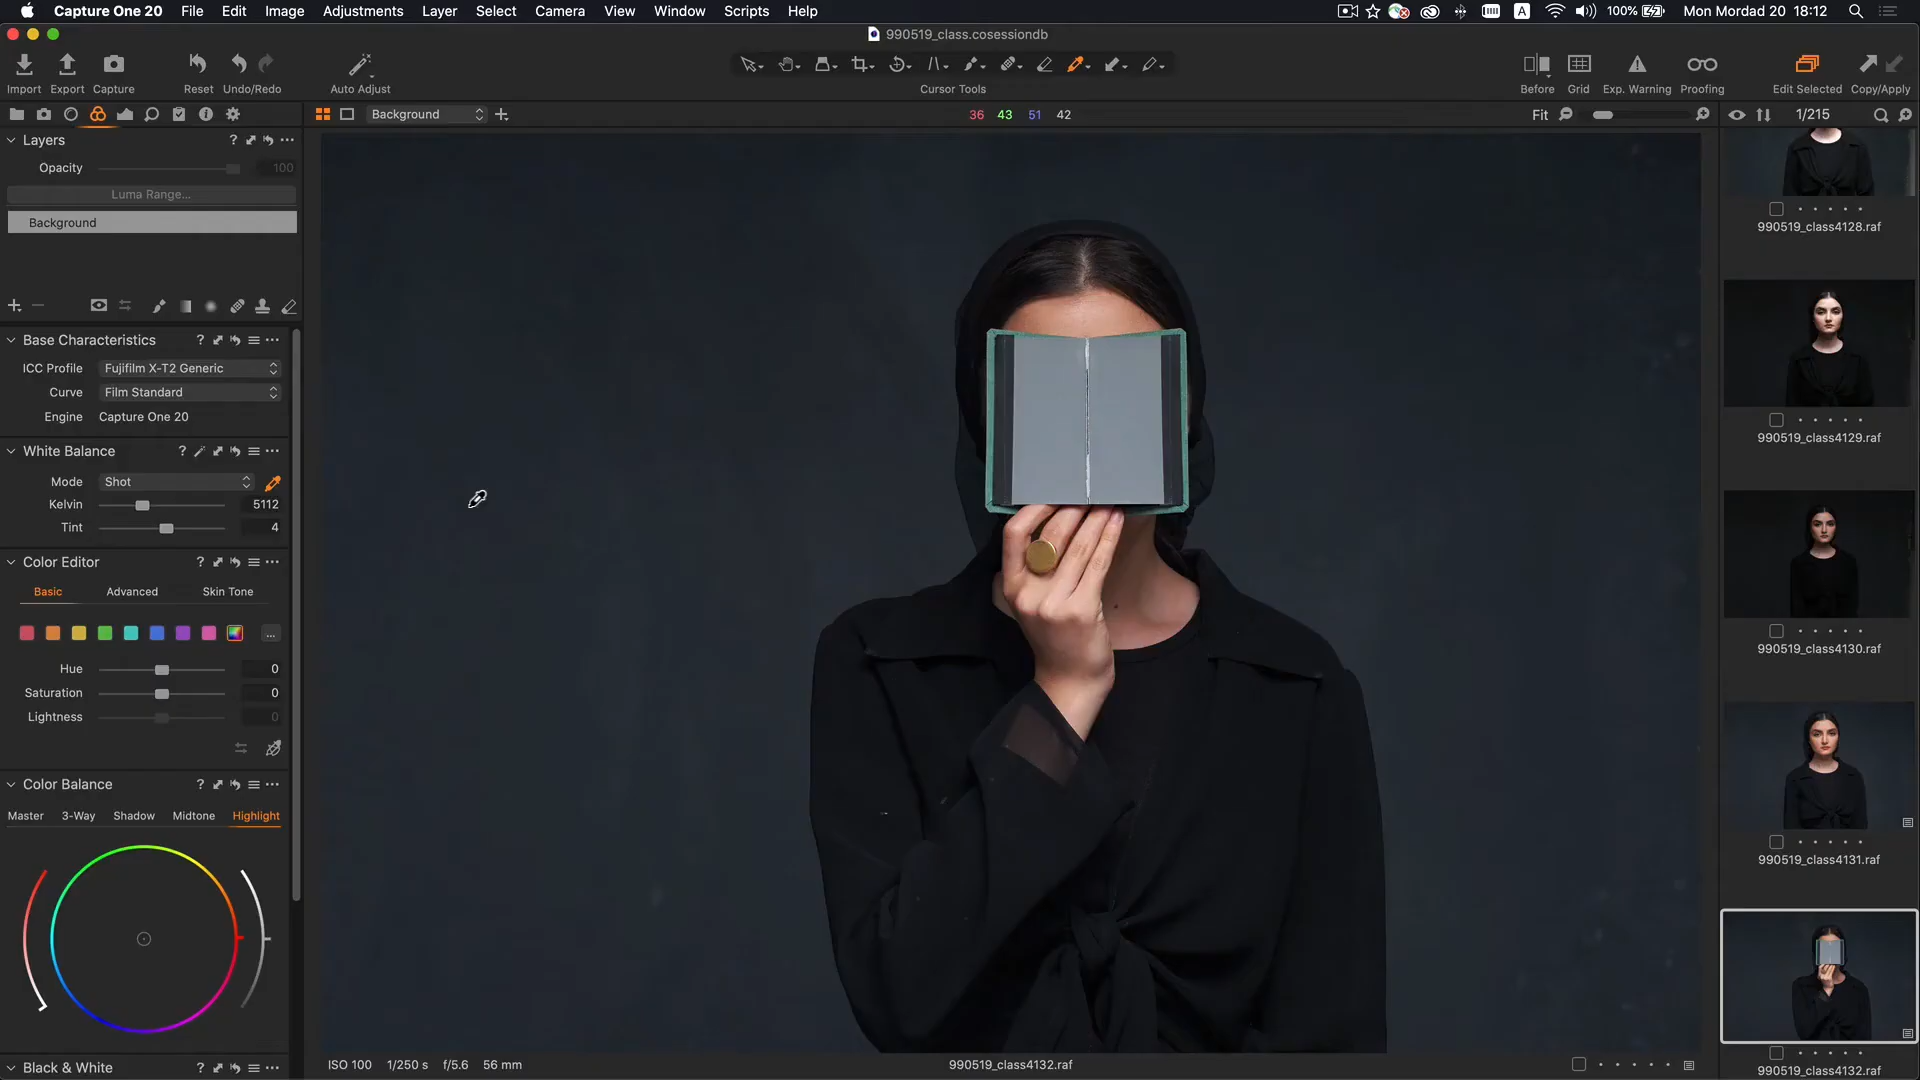 Capture One 20 File Edit Image Adjustments Layer Select Camera View Window Scripts Help
A 100% Mon Mordad 20 18:12
990519_class.cosessiondb
Import Export Capture Reset Undo/Redo Auto Adjust
Cursor Tools
Before Grid Exp. Warning Proofing Edit Selected Copy/Apply
Background
36 43 51 42
Fit
1/215
Layers
?
Opacity 100
Luma Range...
Background
Base Characteristics
?
ICC Profile Fujifilm X-T2 Generic
Curve Film Standard
Engine Capture One 20
White Balance
?
Mode Shot
Kelvin 5112
Tint 4
Color Editor
?
Basic Advanced Skin Tone
...
Hue 0
Saturation 0
Lightness 0
Color Balance
?
Master 3-Way Shadow Midtone Highlight
Black & White
?
ISO 100 1/250 s f/5.6 56 mm
990519_class4132.raf
990519_class4128.raf
990519_class4129.raf
990519_class4130.raf
990519_class4131.raf
990519_class4132.raf